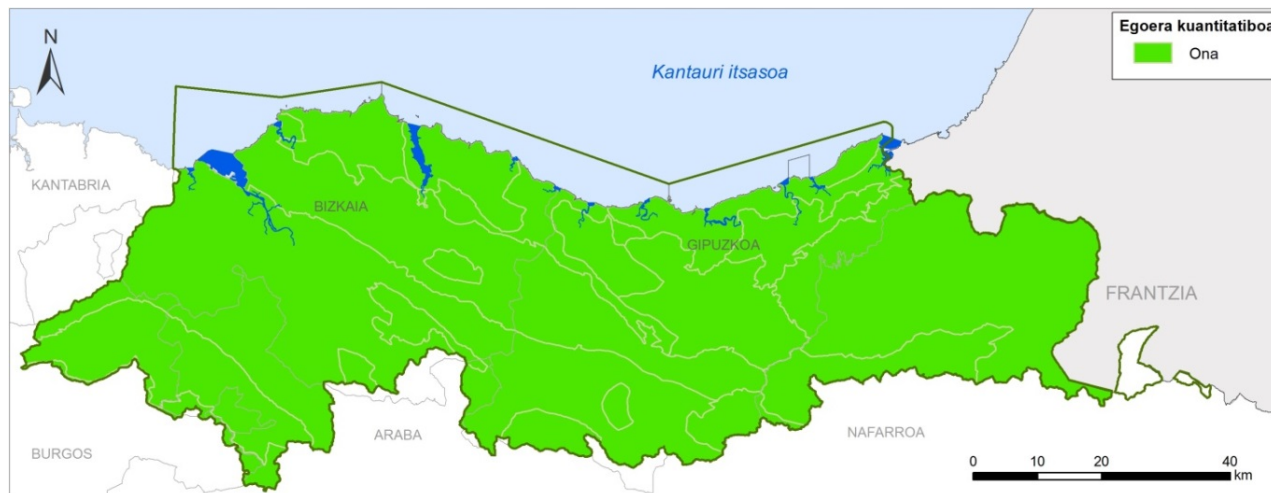 Egoera kuantitatiboa
Ona
N
Kantauri itsasoa
KANTABRIA
BIZKAIA
GIPUZKOA
FRANTZIA
BURGOS
ARABA
NAFARROA
0 10 20 40
km